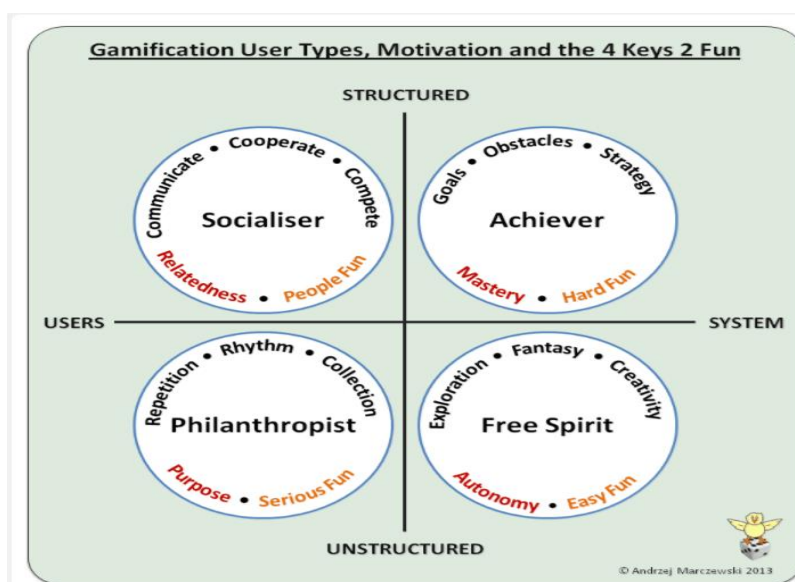 Gamification User Types, Motivation and the 4 Keys 2 Fun
STRUCTURED
Communicate • Cooperate • Compete
Socialiser
Relatedness • People Fun
Goals • Obstacles • Strategy
Achiever
Mastery • Hard Fun
USERS
SYSTEM
Repetition • Rhythm • Collection
Philanthropist
Purpose • Serious Fun
Exploration • Fantasy • Creativity
Free Spirit
Autonomy • Easy Fun
UNSTRUCTURED
© Andrzej Marczewski 2013